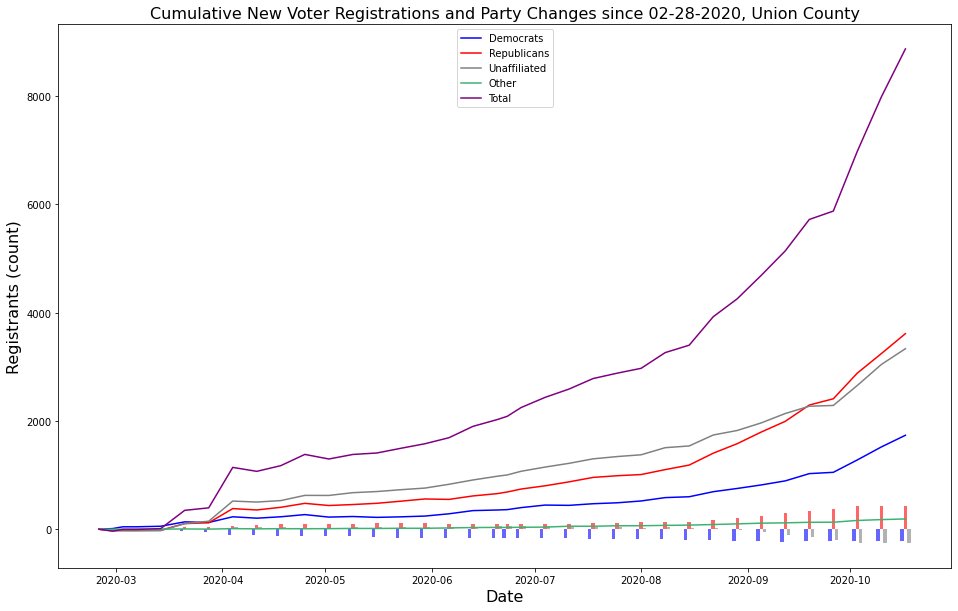 Cumulative New Voter Registrations and Party Changes since 02-28-2020, Union County
Democrats
Republicans
Unaffiliated
Other
Total
Registrants (count)
8000
6000
4000
2000
0
2020-03 2020-04 2020-05 2020-06 2020-07 2020-08 2020-09 2020-10
Date